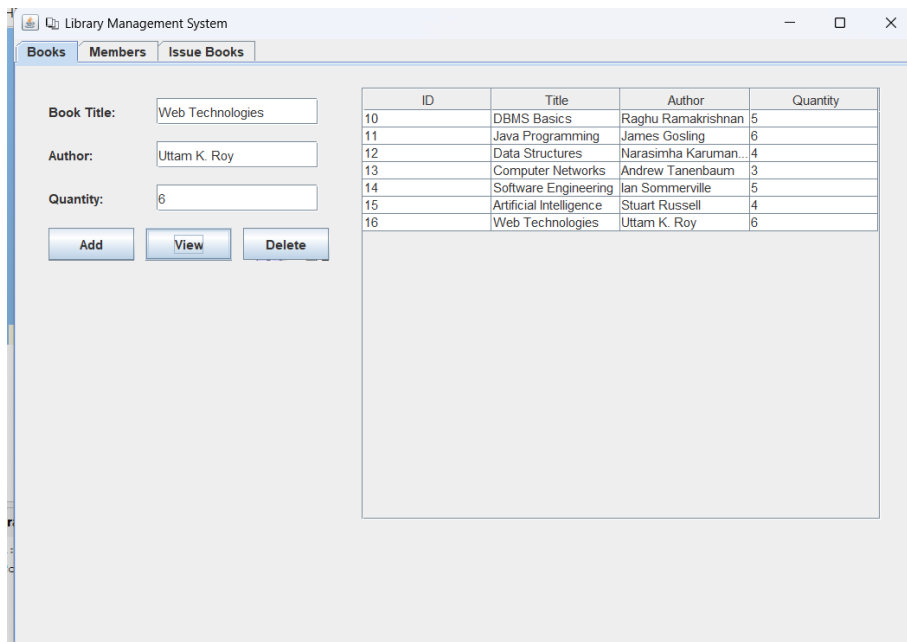 Library Management System
Books Members Issue Books
Book Title: Web Technologies
Author: Uttam K. Roy
Quantity: 6
Add View Delete
ID Title Author Quantity
10 DBMS Basics Raghu Ramakrishnan 5
11 Java Programming James Gosling 6
12 Data Structures Narasimha Karuman... 4
13 Computer Networks Andrew Tanenbaum 3
14 Software Engineering Ian Sommerville 5
15 Artificial Intelligence Stuart Russell 4
16 Web Technologies Uttam K. Roy 6